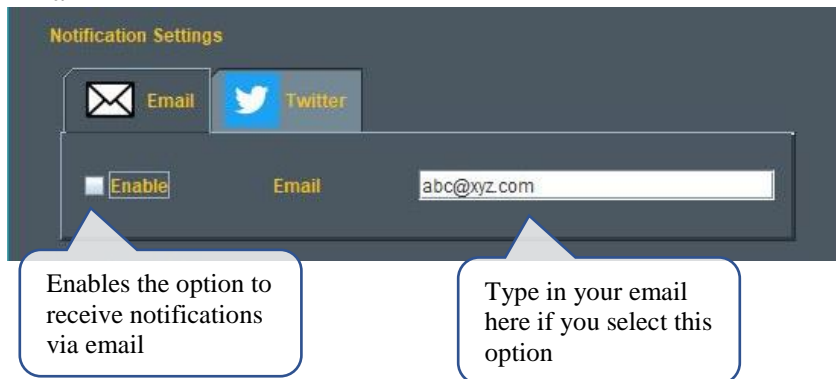 Notification Settings
Email
Twitter
Enable
Email
abc@xyz.com
Enables the option to
receive notifications
via email
Type in your email
here if you select this
option